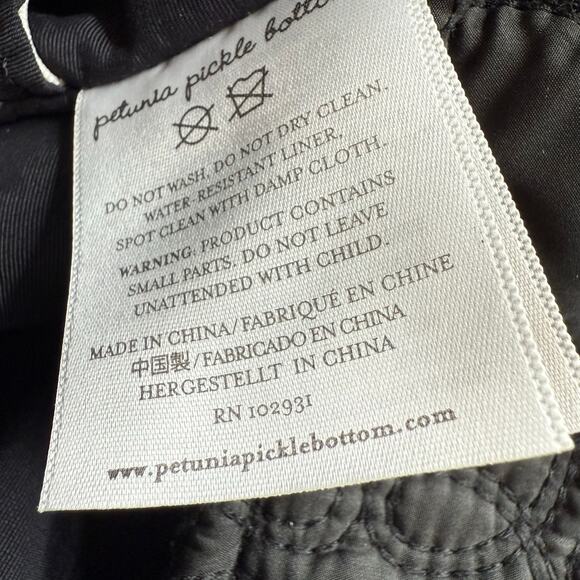 petunia pickle botto
DO NOT WASH, DO NOT DRY CLEAN.
WATER-RESISTANT LINER,
SPOT CLEAN WITH DAMP CLOTH.
WARNING: PRODUCT CONTAINS
SMALL PARTS. DO NOT LEAVE
UNATTENDED WITH CHILD.
MADE IN CHINA/FABRIQUÉ EN CHINE
中国製/FABRICADO EN CHINA
HERGESTELLT IN CHINA
RN 102931
www.petuniapicklebottom.com